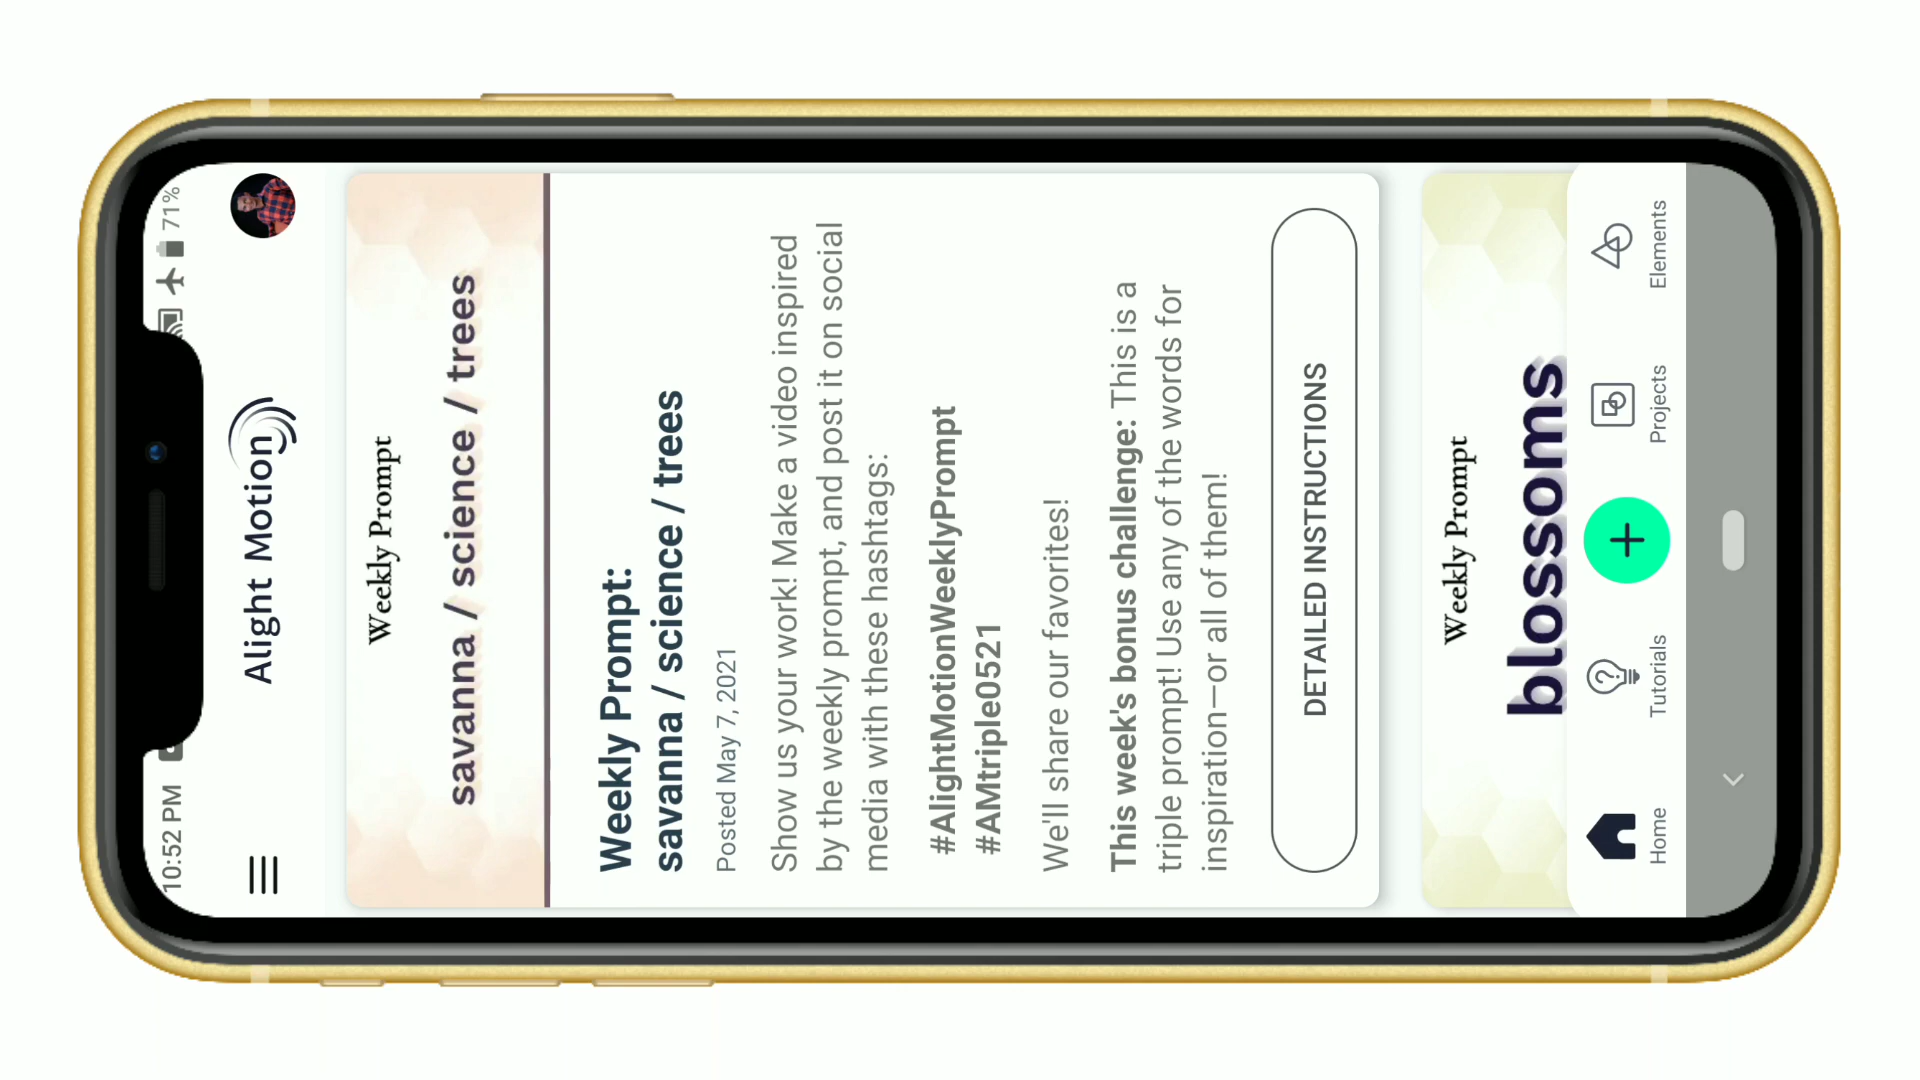 10:52 PM
71%
Alight Motion
Weekly Prompt
savanna / science / trees
Weekly Prompt:
savanna / science / trees
Posted May 7, 2021
Show us your work! Make a video inspired
by the weekly prompt, and post it on social
media with these hashtags:
#AlightMotionWeeklyPrompt
#AMtriple0521
We'll share our favorites!
This week's bonus challenge: This is a
triple prompt! Use any of the words for
inspiration—or all of them!
DETAILED INSTRUCTIONS
Weekly Prompt
blossoms
Home
Tutorials
Projects
Elements